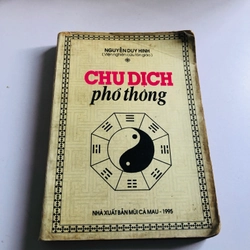 NGUYỄN DUY HINH
( Viện nghiên cứu tôn giáo )
CHU DỊCH
phổ thông
NHÀ XUẤT BẢN MŨI CÀ MAU - 1995